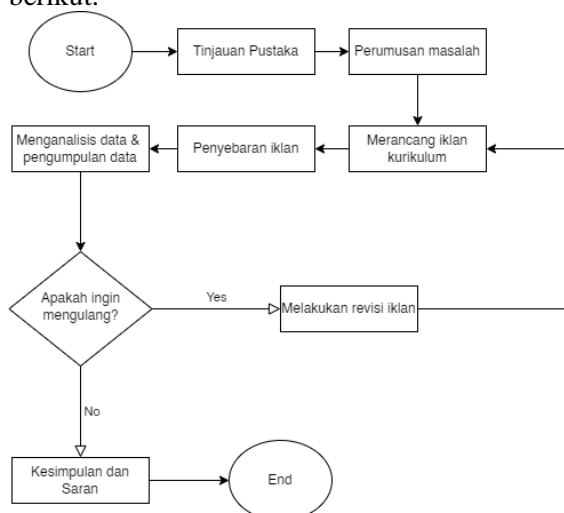 berikut.
Start
Tinjauan Pustaka
Perumusan masalah
Menganalisis data &
pengumpulan data
Penyebaran iklan
Merancang iklan
kurikulum
Apakah ingin
mengulang?
Yes
Melakukan revisi iklan
No
Kesimpulan dan
Saran
End